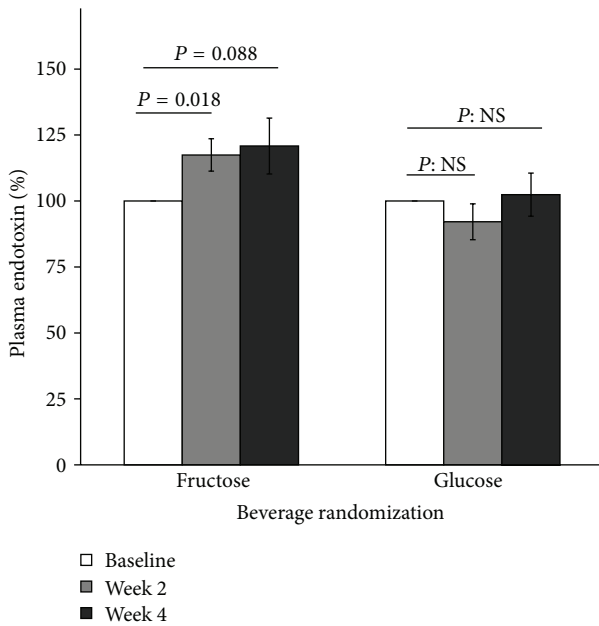 P = 0.088
150
P = 0.018
125
P: NS
P: NS
100
75
50
25
0
Plasma endotoxin (%)
Fructose
Glucose
Beverage randomization
Baseline
Week 2
Week 4